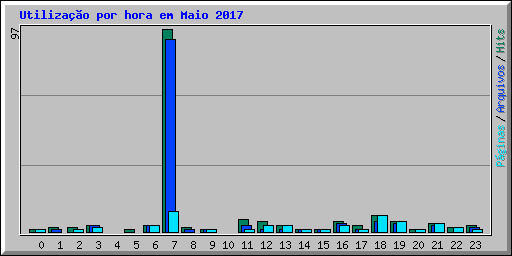 Utilização por hora em Maio 2017
97
Páginas / Arquivos / Hits
0 1 2 3 4 5 6 7 8 9 10 11 12 13 14 15 16 17 18 19 20 21 22 23